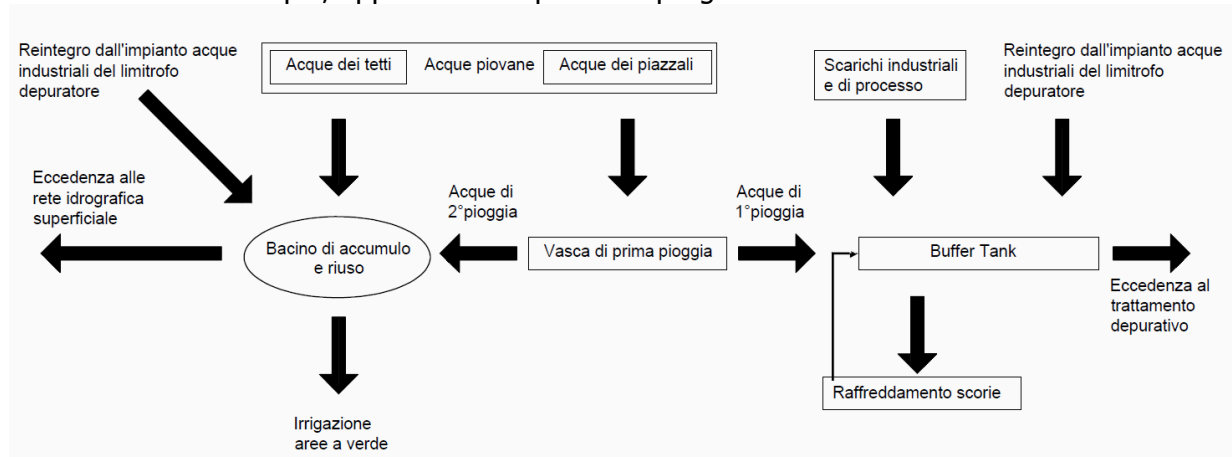 Reintegro dall'impianto acque
industriali del limitrofo
depuratore
Acque dei tetti
Acque piovane
Acque dei piazzali
Scarichi industriali
e di processo
Reintegro dall'impianto acque
industriali del limitrofo
depuratore
Eccedenza alle
rete idrografica
superficiale
Bacino di accumulo
e riuso
Acque di
2°pioggia
Vasca di prima pioggia
Acque di
1°pioggia
Buffer Tank
Eccedenza al
trattamento
depurativo
Raffreddamento scorie
Irrigazione
aree a verde